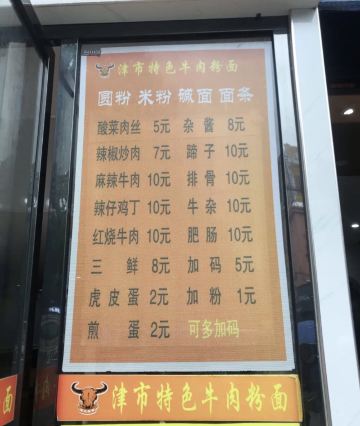 津市特色牛肉粉面
圆粉 米粉 碱面 面条
酸菜肉丝 5元 杂酱 8元
辣椒炒肉 7元 蹄子 10元
麻辣牛肉 10元 排骨 10元
辣仔鸡丁 10元 牛杂 10元
红烧牛肉 10元 肥肠 10元
三鲜 8元 加码 5元
虎皮蛋 2元 加粉 1元
煎蛋 2元 可多加码
津市特色牛肉粉面
面